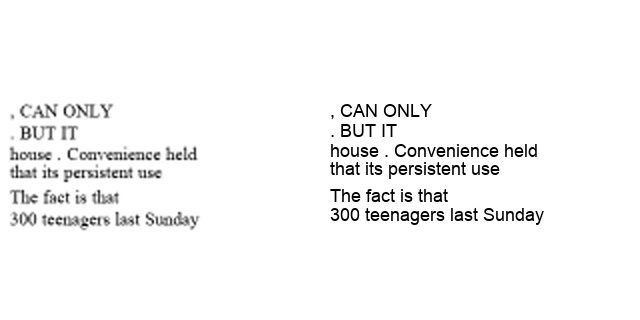 , CAN ONLY
. BUT IT
house . Convenience held
that its persistent use
The fact is that
300 teenagers last Sunday
, CAN ONLY
. BUT IT
house . Convenience held
that its persistent use
The fact is that
300 teenagers last Sunday